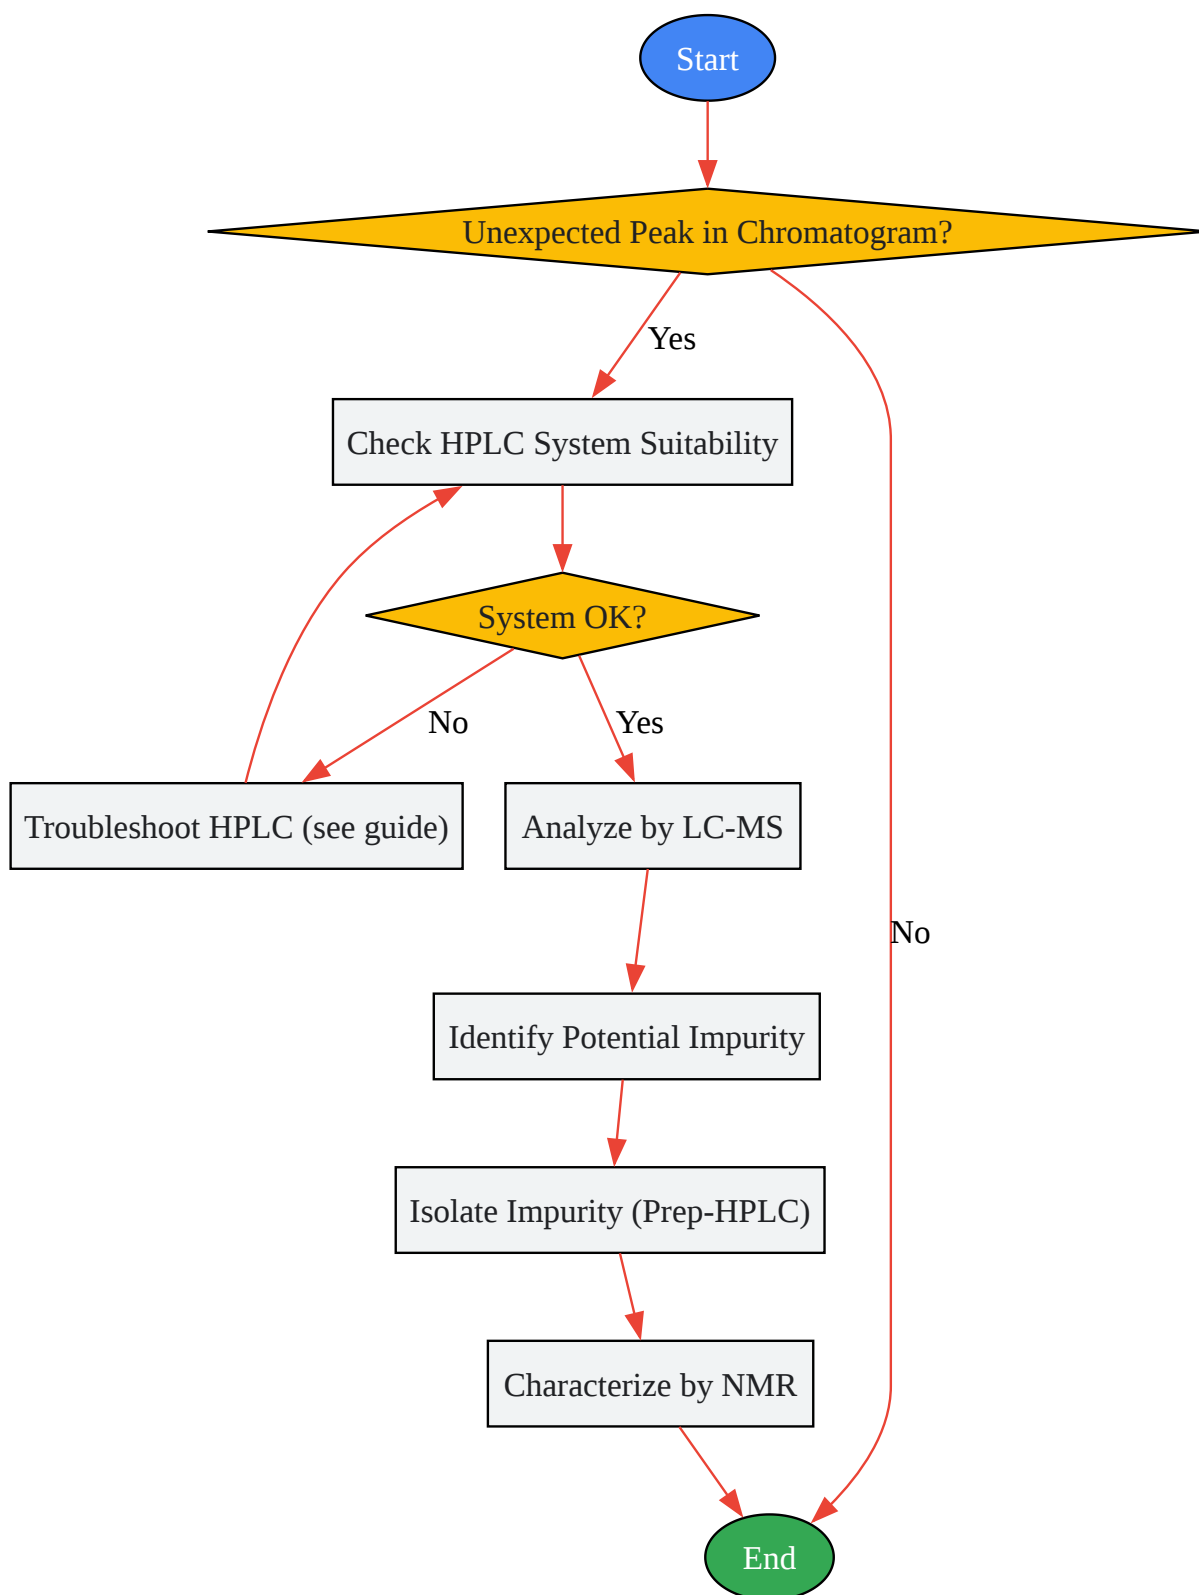 Start
Unexpected Peak in Chromatogram?
Yes
Check HPLC System Suitability
System OK?
No
Yes
Troubleshoot HPLC (see guide)
Analyze by LC-MS
No
Identify Potential Impurity
Isolate Impurity (Prep-HPLC)
Characterize by NMR
End